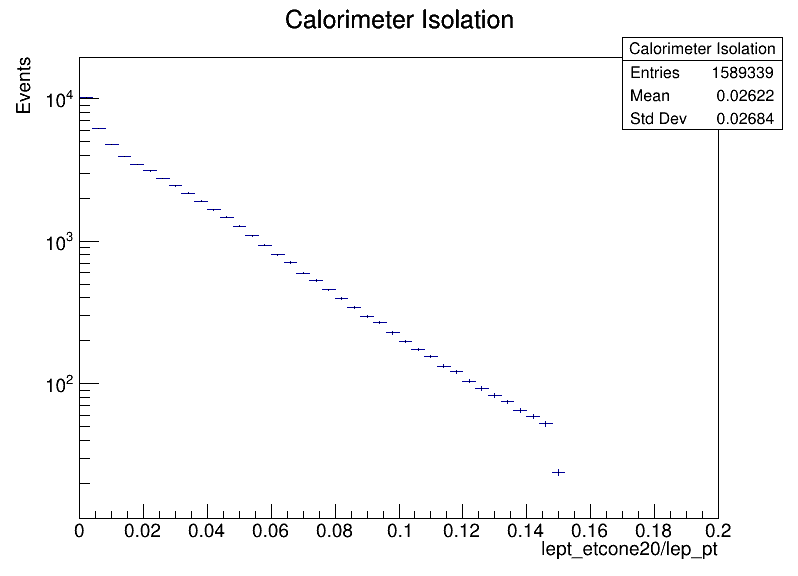 Calorimeter Isolation
Calorimeter Isolation
Entries 1589339
Mean 0.02622
Std Dev 0.02684
Events
10^4
10^3
10^2
0 0.02 0.04 0.06 0.08 0.1 0.12 0.14 0.16 0.18 0.2
lept_etcone20/lep_pt